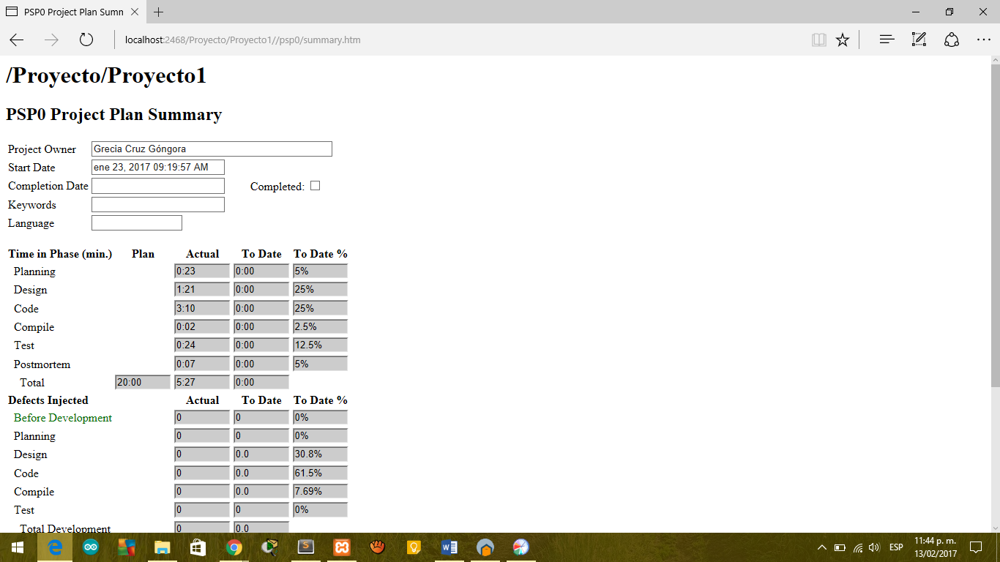 PSP0 Project Plan Sumn
localhost:2468/Proyecto/Proyecto1//psp0/summary.htm
/Proyecto/Proyecto1
PSP0 Project Plan Summary
Project Owner Grecia Cruz Góngora
Start Date ene 23, 2017 09:19:57 AM
Completion Date Completed:
Keywords
Language
Time in Phase (min.) Plan Actual To Date To Date %
Planning 0:23 0:00 5%
Design 1:21 0:00 25%
Code 3:10 0:00 25%
Compile 0:02 0:00 2.5%
Test 0:24 0:00 12.5%
Postmortem 0:07 0:00 5%
Total 20:00 5:27 0:00
Defects Injected Actual To Date To Date %
Before Development 0 0 0%
Planning 0 0 0%
Design 0 0.0 30.8%
Code 0 0.0 61.5%
Compile 0 0.0 7.69%
Test 0 0 0%
Total Development 0 0.0
ESP 11:44 p. m.
13/02/2017